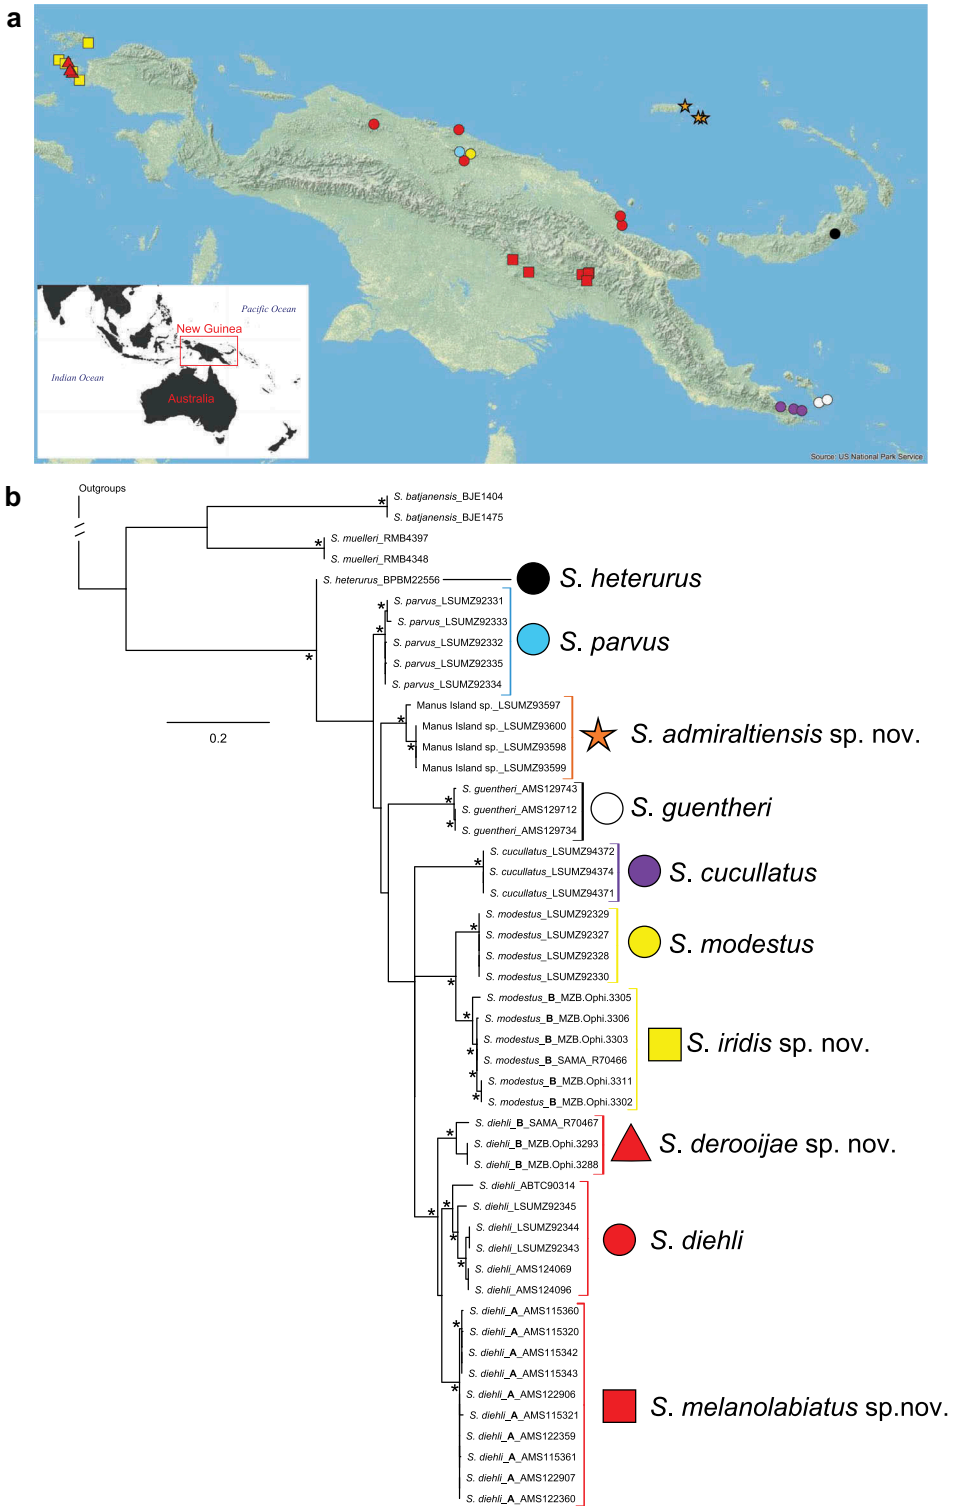 a
Pacific Ocean
New Guinea
Indian Ocean
Australia
Source: US National Park Service
b
Outgroups
S. batjanensis_BJE1404
S. batjanensis_BJE1475
S. muelleri_RMB4397
S. muelleri_RMB4348
S. heterurus_BPBM22556
S. heterurus
S. parvus_LSUMZ92331
S. parvus_LSUMZ92333
S. parvus_LSUMZ92332
S. parvus_LSUMZ92335
S. parvus_LSUMZ92334
S. parvus
0.2
Manus Island sp._LSUMZ93597
Manus Island sp._LSUMZ93600
Manus Island sp._LSUMZ93598
Manus Island sp._LSUMZ93599
S. admiraltiensis sp. nov.
S. guentheri_AMS129743
S. guentheri_AMS129712
S. guentheri_AMS129734
S. guentheri
S. cucullatus_LSUMZ94372
S. cucullatus_LSUMZ94374
S. cucullatus_LSUMZ94371
S. cucullatus
S. modestus_LSUMZ92329
S. modestus_LSUMZ92327
S. modestus_LSUMZ92328
S. modestus_LSUMZ92330
S. modestus
S. modestus_B_MZB.Ophi.3305
S. modestus_B_MZB.Ophi.3306
S. modestus_B_MZB.Ophi.3303
S. modestus_B_SAMA_R70466
S. modestus_B_MZB.Ophi.3311
S. modestus_B_MZB.Ophi.3302
S. iridis sp. nov.
S. diehli_B_SAMA_R70467
S. diehli_B_MZB.Ophi.3293
S. diehli_B_MZB.Ophi.3288
S. derooijae sp. nov.
S. diehli_ABTC90314
S. diehli_LSUMZ92345
S. diehli_LSUMZ92344
S. diehli_LSUMZ92343
S. diehli_AMS124069
S. diehli_AMS124096
S. diehli
S. diehli_A_AMS115360
S. diehli_A_AMS115320
S. diehli_A_AMS115342
S. diehli_A_AMS115343
S. diehli_A_AMS122906
S. diehli_A_AMS115321
S. diehli_A_AMS122359
S. diehli_A_AMS115361
S. diehli_A_AMS122907
S. diehli_A_AMS122360
S. melanolabiatus sp.nov.